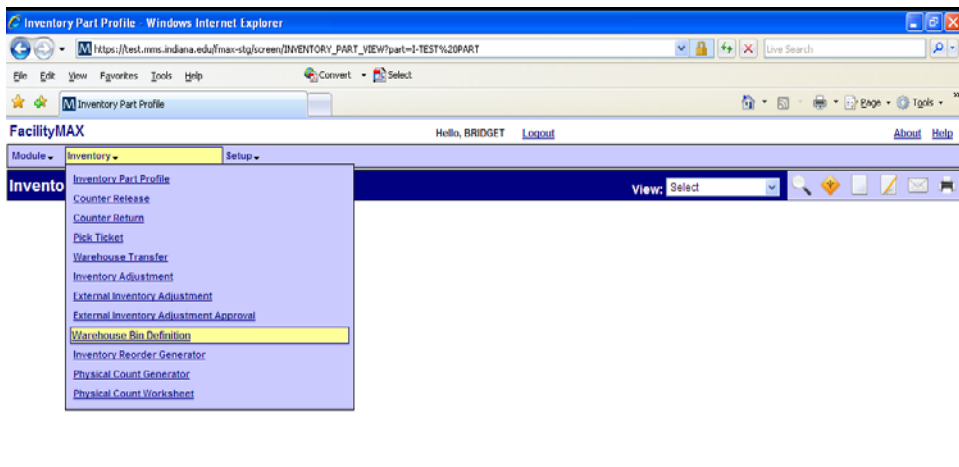 Inventory Part Profile - Windows Internet Explorer
https://test.mms.indiana.edu/fmax-stg/screen/INVENTORY_PART_VIEW?part=I-TEST%20PART
Live Search
File Edit View Favorites Tools Help
Convert Select
Inventory Part Profile
Page Tools
FacilityMAX Hello, BRIDGET Logout About Help
Module Inventory Setup
Invento View: Select
Inventory Part Profile
Counter Release
Counter Return
Pick Ticket
Warehouse Transfer
Inventory Adjustment
External Inventory Adjustment
External Inventory Adjustment Approval
Warehouse Bin Definition
Inventory Reorder Generator
Physical Count Generator
Physical Count Worksheet